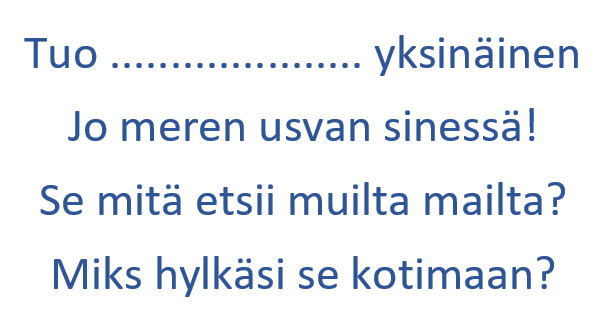 Tuo ..................... yksinäinen
Jo meren usvan sinessä!
Se mitä etsii muilta mailta?
Miks hylkäsi se kotimaan?